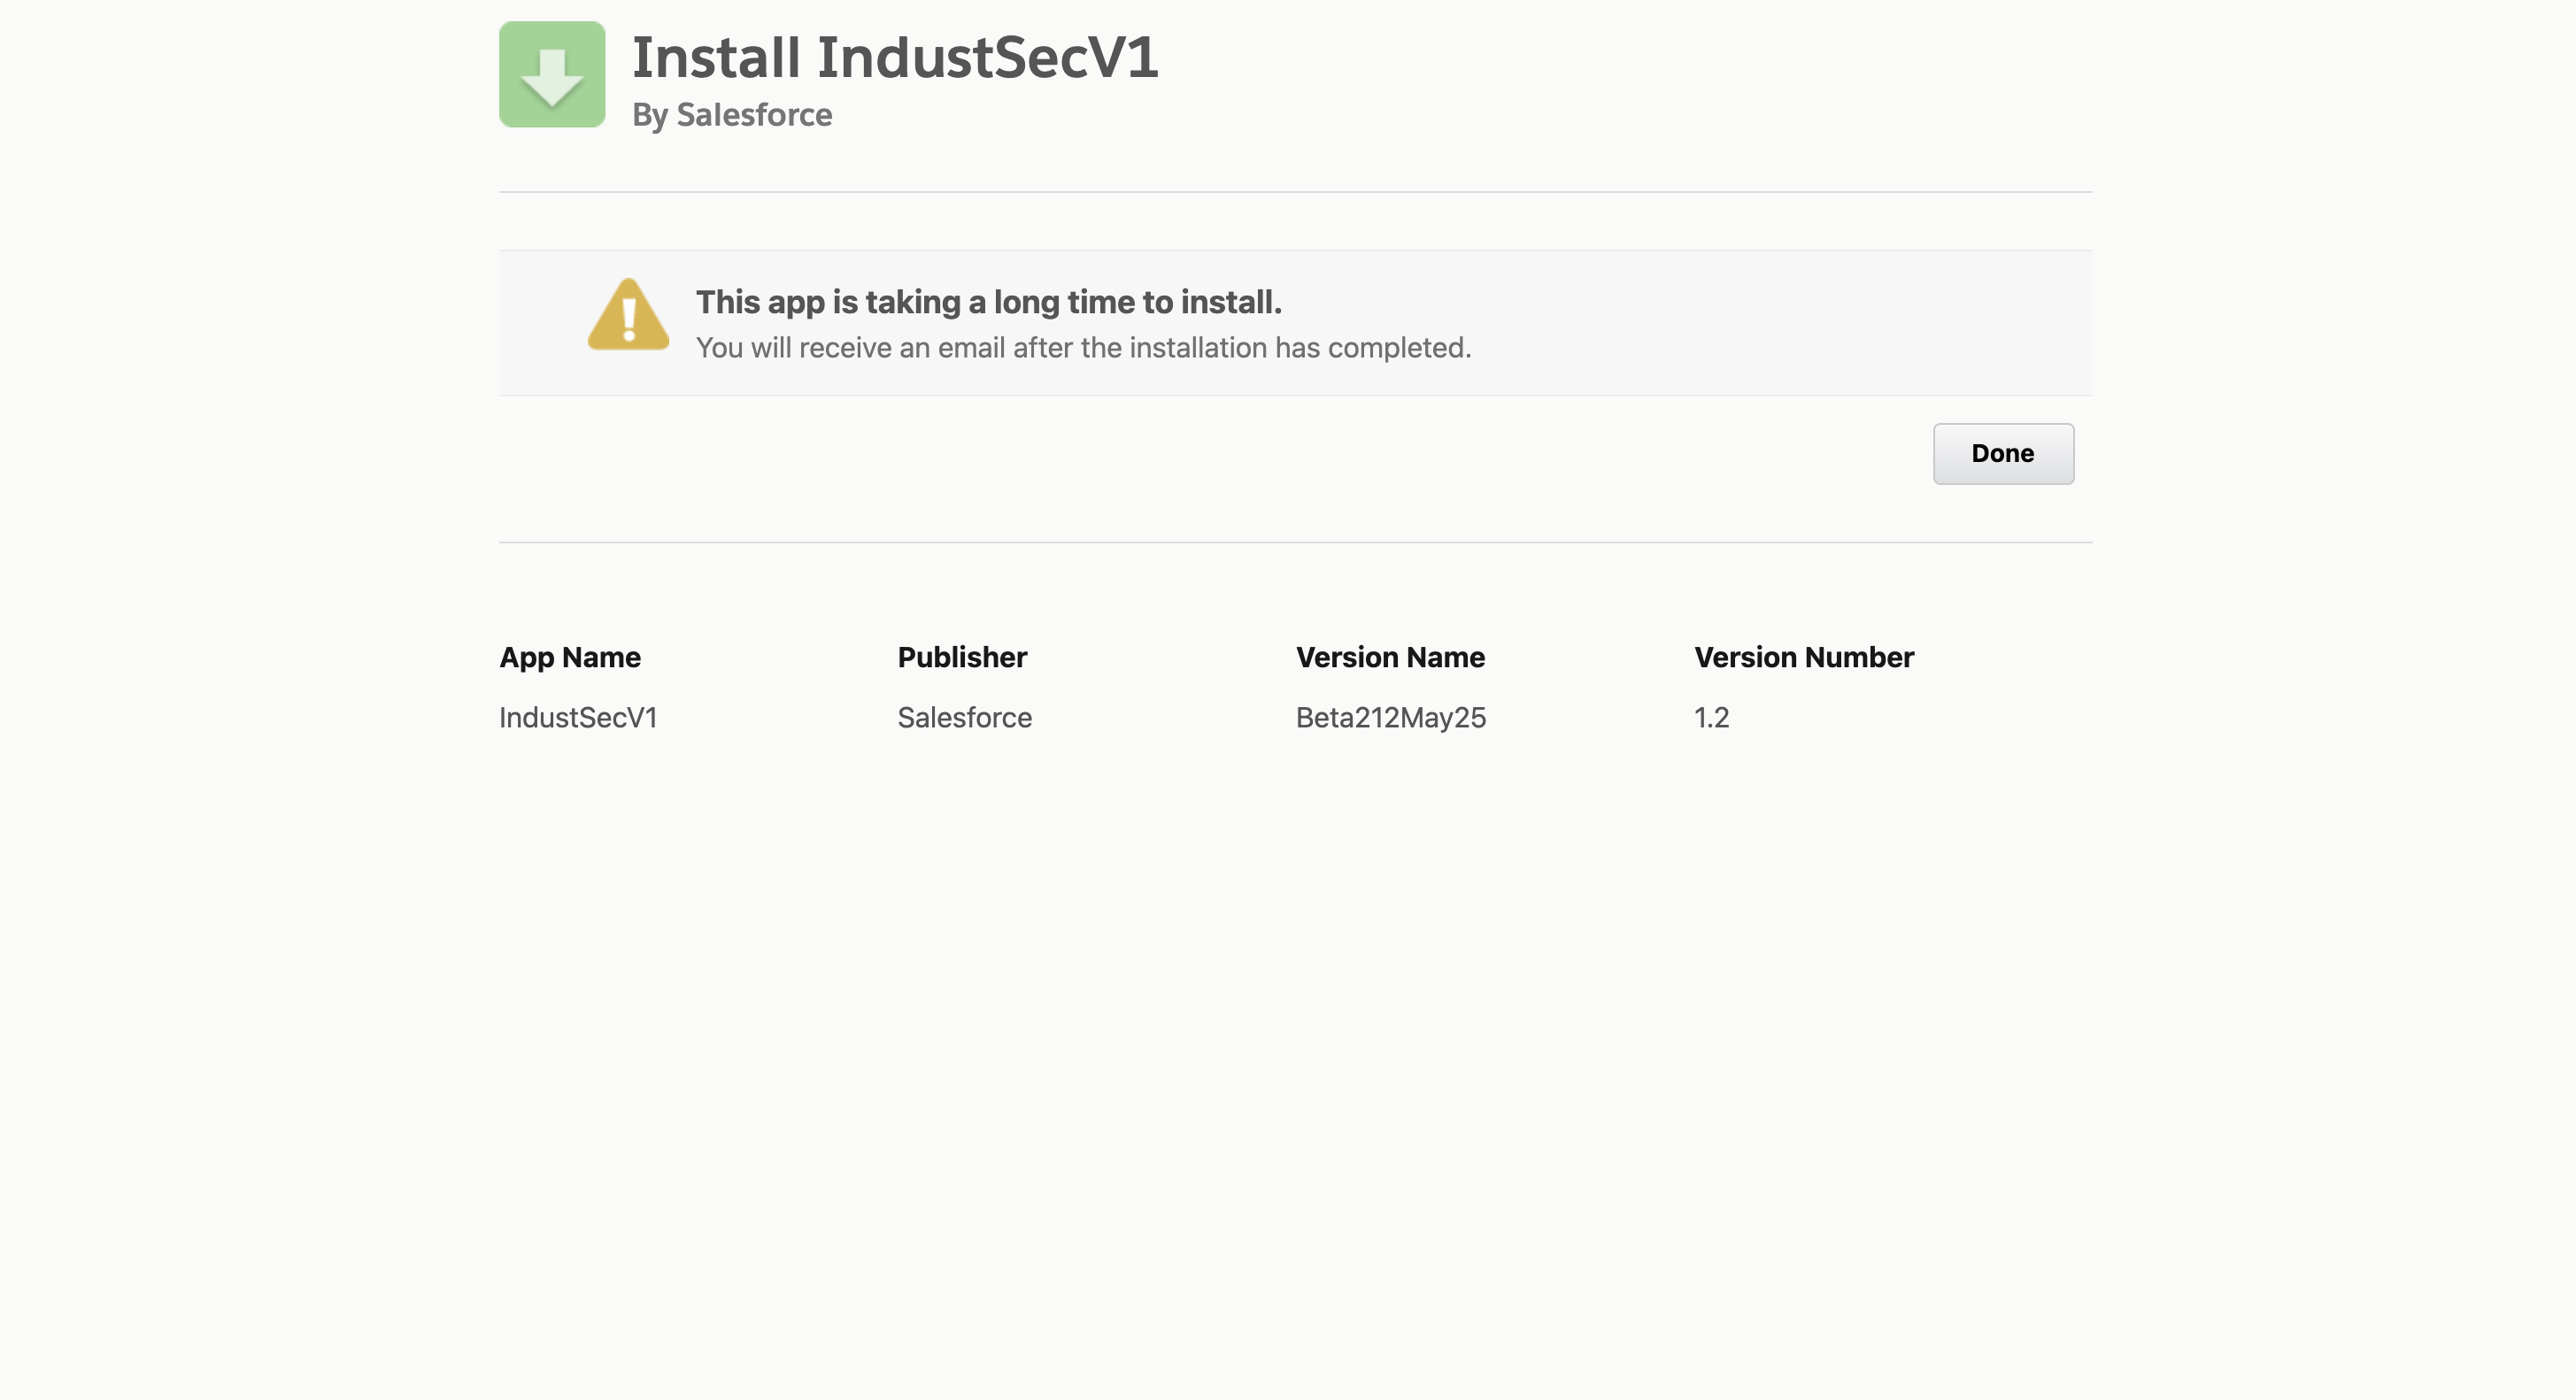 Install IndustSecV1
By Salesforce
This app is taking a long time to install.
You will receive an email after the installation has completed.
Done
App Name Publisher Version Name Version Number
IndustSecV1 Salesforce Beta212May25 1.2